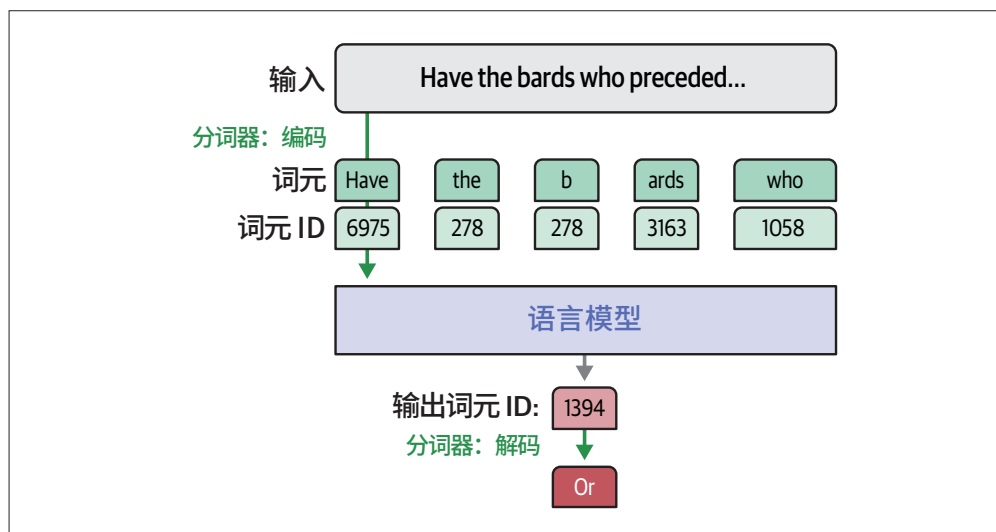 输入 Have the bards who preceded...
分词器：编码
词元 Have the b ards who
词元 ID 6975 278 278 3163 1058
语言模型
输出词元 ID: 1394
分词器：解码
Or